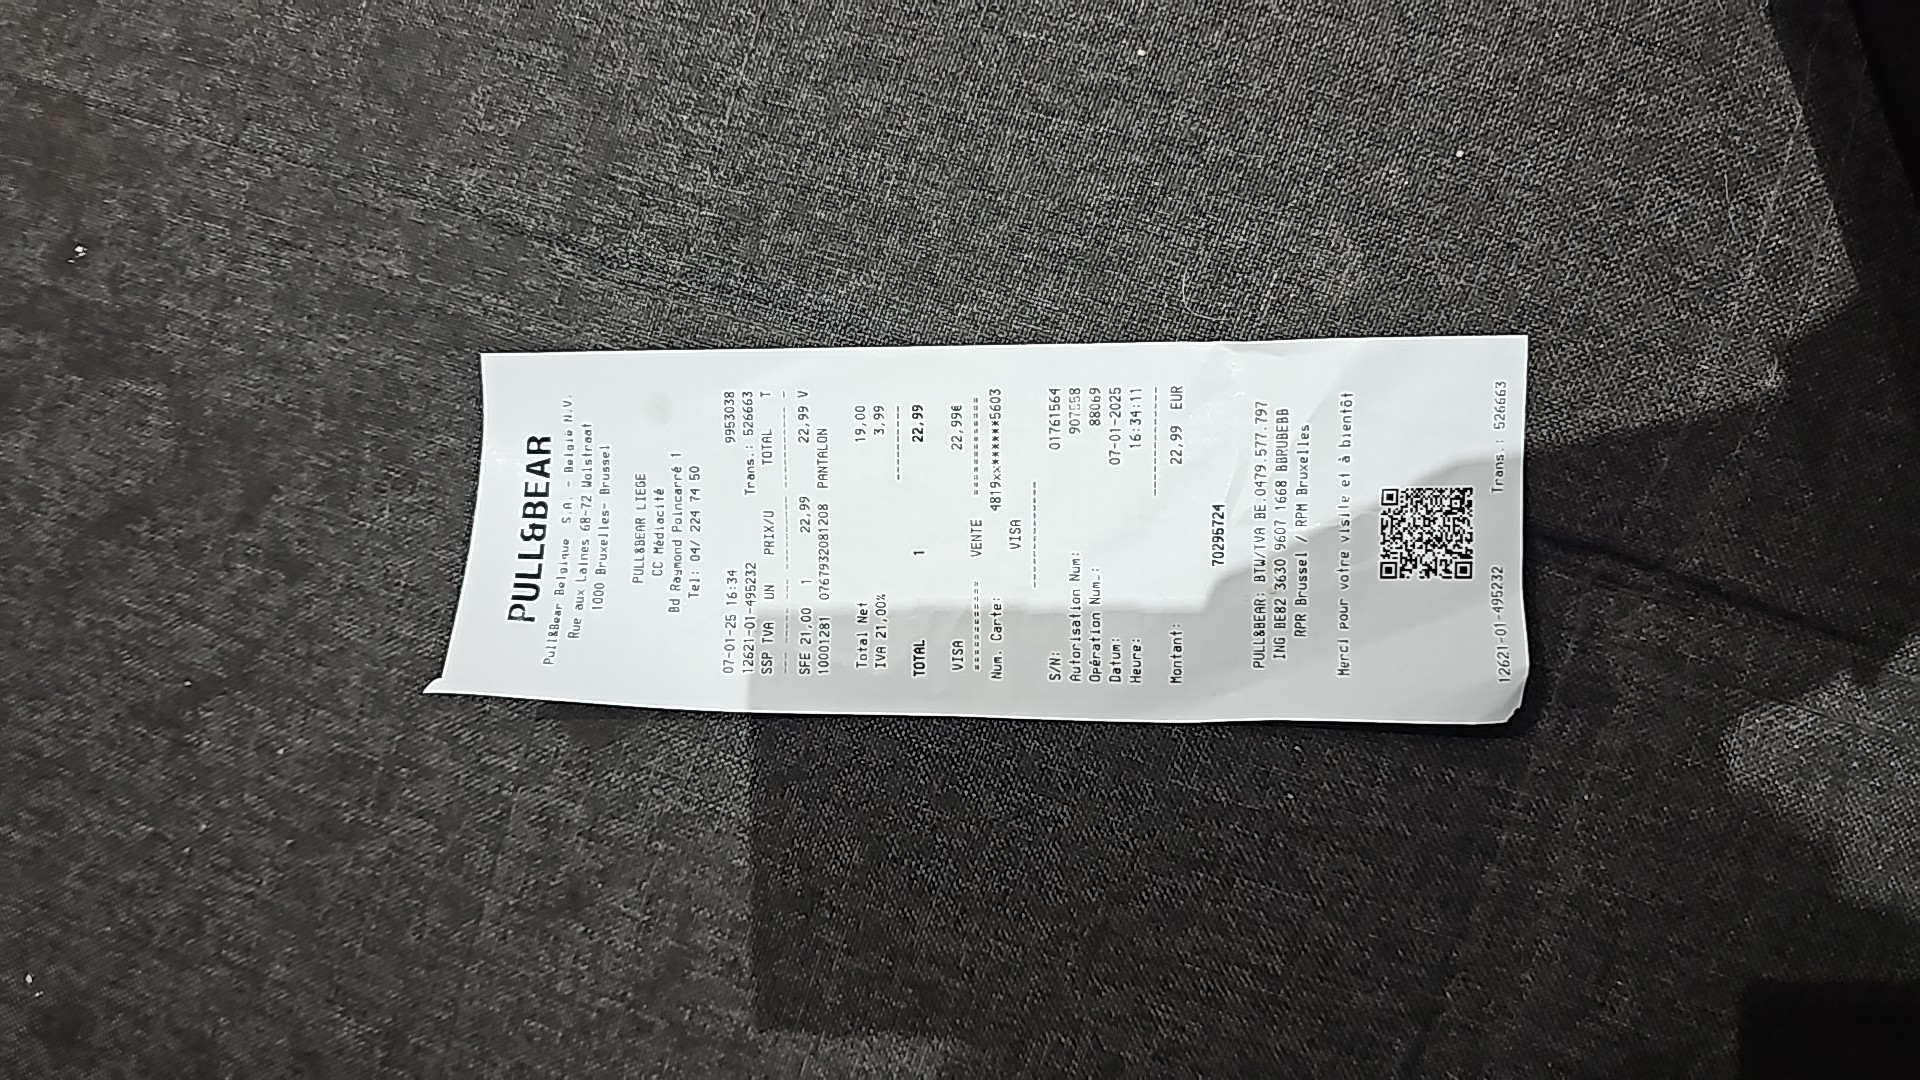 PULL&BEAR
Pull&Bear Belgique S.A. - Belgie N.V.
Rue aux Laines 68-72 Wolstraat
1000 Bruxelles- Brussel
PULL&BEAR LIEGE
CC Médiacité
Bd Raymond Poincarré 1
Tel: 04/ 224 74 50
07-01-25 16:34 9953038
12621-01-495232 Trans.: 526663
SSP TVA UN PRIX/U TOTAL T
SFE 21,00 1 22,99 22,99 V
10001281 07679322081208 PANTALON
Total Net 19,00
IVA 21,00% 3,99
TOTAL 1 22,99
VISA 22,99€
========== VENTE ==========
Num. Carte: 4819xx******5603
VISA
S/N: 01761564
Autorisation Num:
Opération Num.: 88069
Datum: 07-01-2025
Heure: 16:34:11
Montant: 22,99 EUR
70295724
PULL&BEAR: BTW/TVA BE:0479.577.797
ING BE82 3630 9607 1668 BBRUBEBB
RPR Brussel / RPM Bruxelles
Merci pour votre visite et à bientôt
12621-01-495232 Trans.: 526663